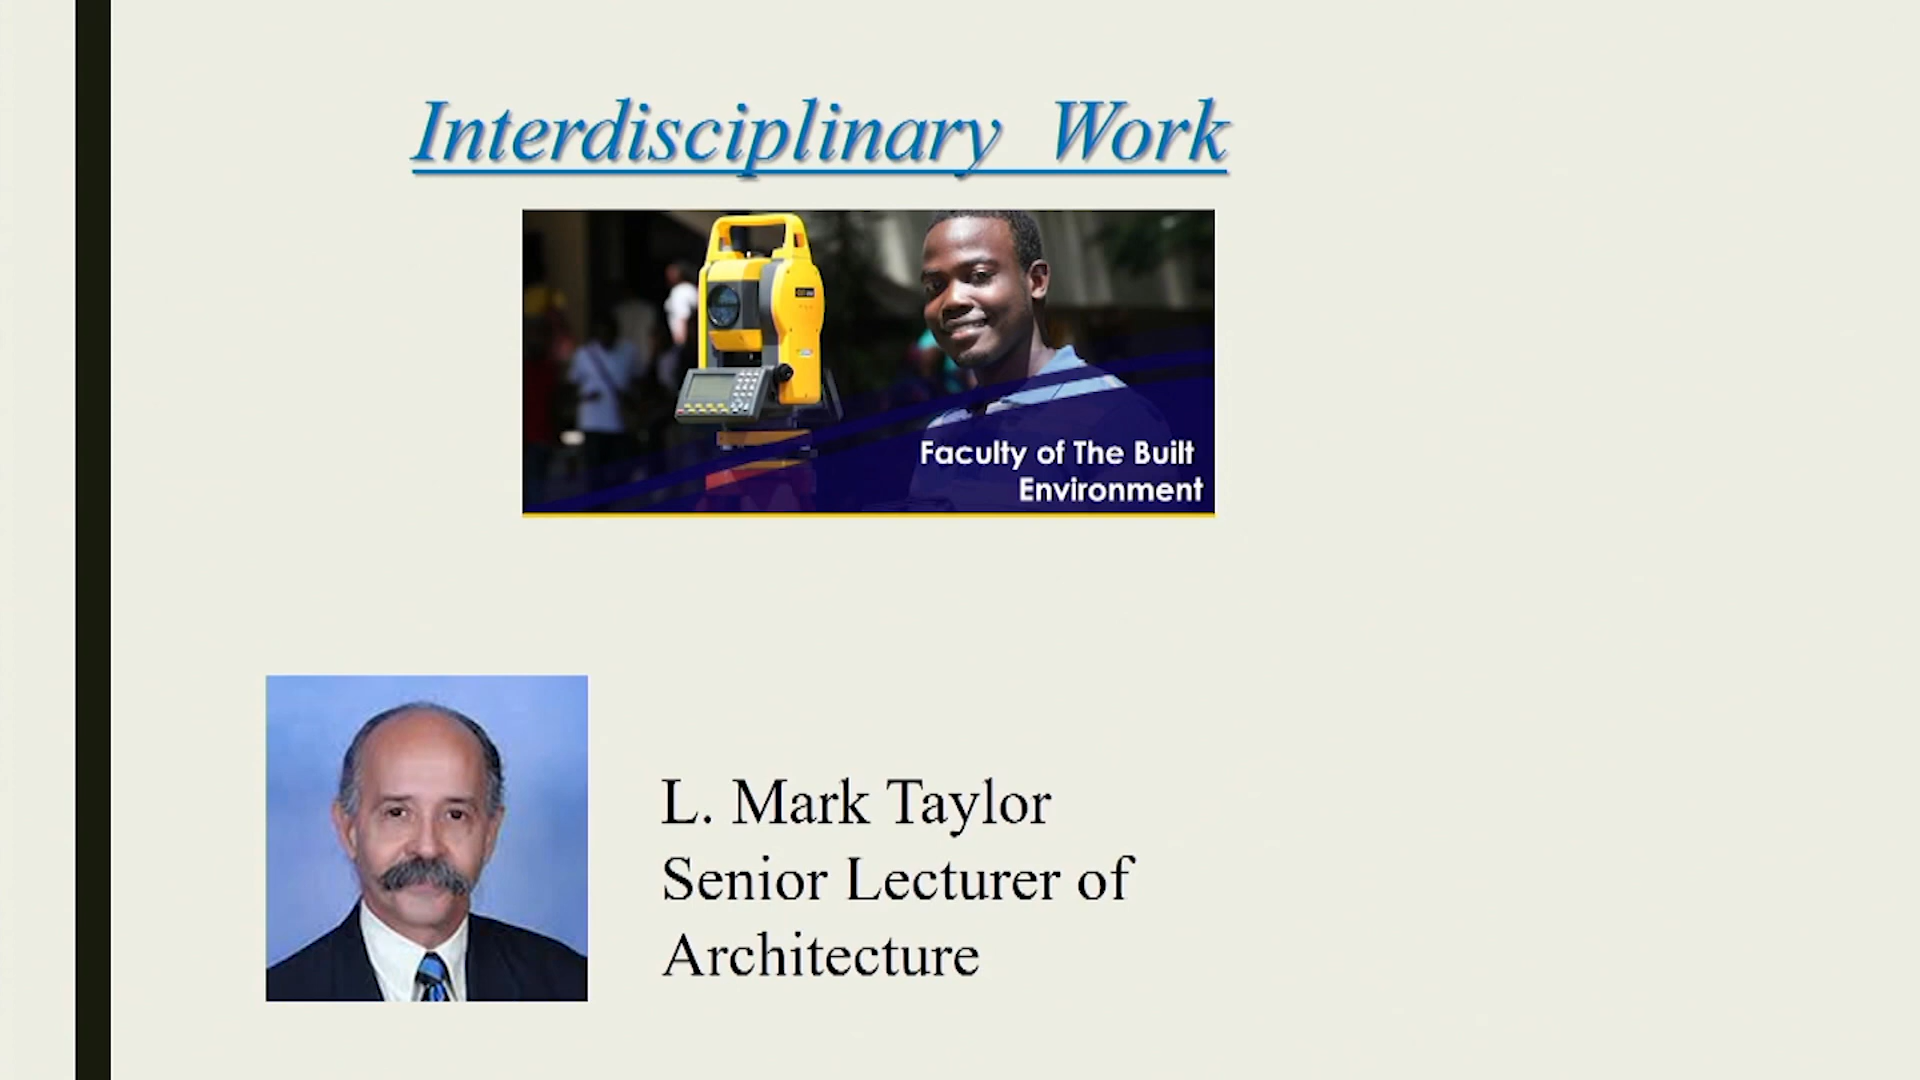 Interdisciplinary Work
Faculty of The Built
Environment
L. Mark Taylor
Senior Lecturer of
Architecture